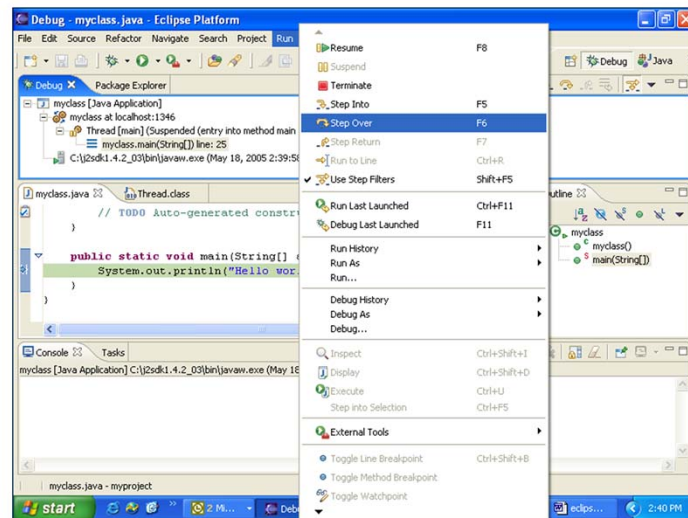 Debug - myclass.java - Eclipse Platform
File Edit Source Refactor Navigate Search Project Run
Debug Java
Debug Package Explorer
myclass [Java Application]
myclass at localhost:1346
Thread [main] (Suspended (entry into method main
myclass.main(String[]) line: 25
C:\j2sdk1.4.2_03\bin\javaw.exe (May 18, 2005 2:39:5
Resume F8
Suspend
Terminate
Step Into F5
Step Over F6
Step Return F7
Run to Line Ctrl+R
Use Step Filters Shift+F5
Run Last Launched Ctrl+F11
Debug Last Launched F11
Run History
Run As
Run...
Debug History
Debug As
Debug...
Inspect Ctrl+Shift+I
Display Ctrl+Shift+D
Execute Ctrl+U
Step into Selection Ctrl+F5
External Tools
Toggle Line Breakpoint Ctrl+Shift+B
Toggle Method Breakpoint
Toggle Watchpoint
myclass.java Thread.class
// TODO Auto-generated constr
}
public static void main(String[]
System.out.println("Hello wor
}
}
utline
myclass
myclass()
main(String[])
Console Tasks
myclass [Java Application] C:\j2sdk1.4.2_03\bin\javaw.exe (May 18
myclass.java - myproject
start 2 Mi... Deb eclips... 2:40 PM